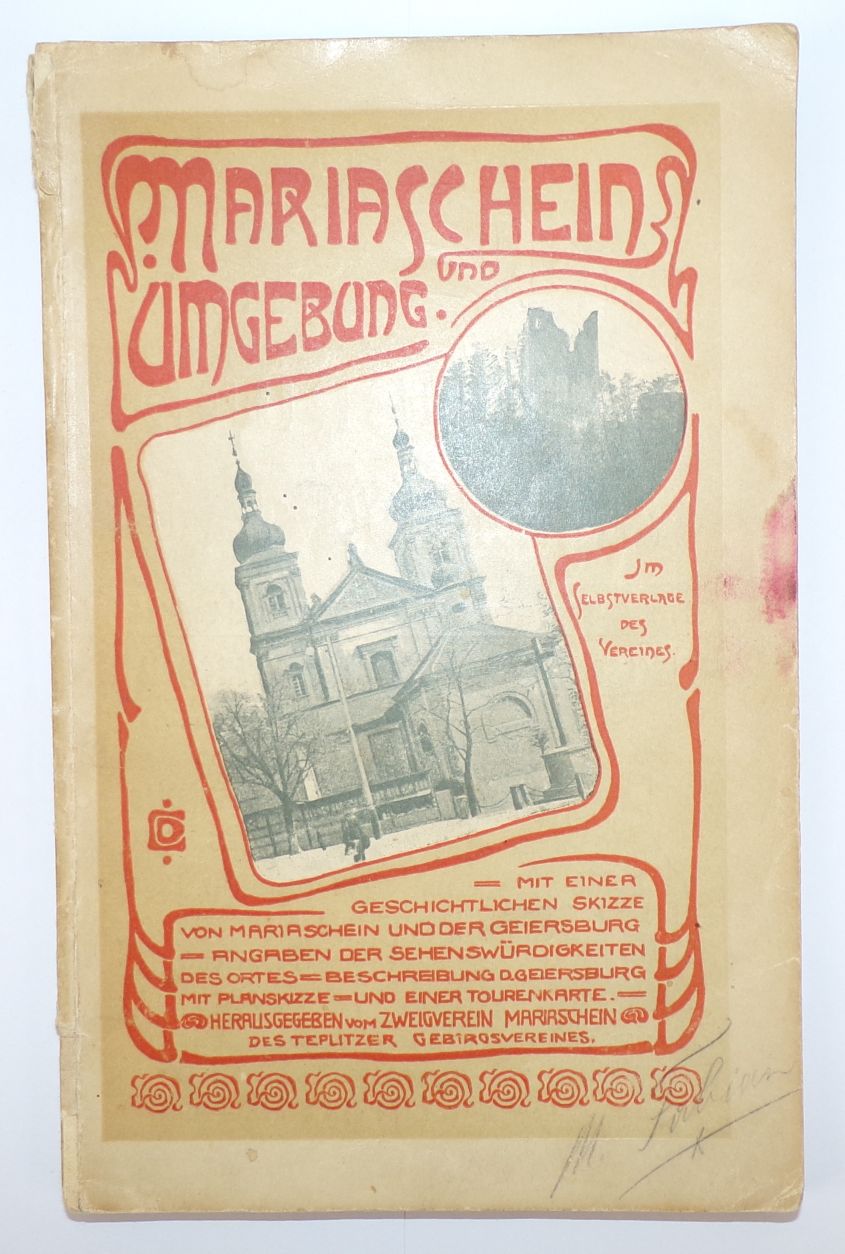 MARIASCHEIN
UND
UMGEBUNG.
IM
SELBSTVERLAGE
DES
VEREINES.
= MIT EINER
GESCHICHTLICHEN SKIZZE
VON MARIASCHEIN UND DER GEIERSBURG
= ANGABEN DER SEHENSWÜRDIGKEITEN
DES ORTES = BESCHREIBUNG D. GEIERSBURG
MIT PLANSKIZZE = UND EINER TOURENKARTE. =
HERAUSGEGEBEN VOM ZWEIGVEREIN MARIASCHEIN
DES TEPLITZER GEBIRGSVEREINES.
M. Fabian